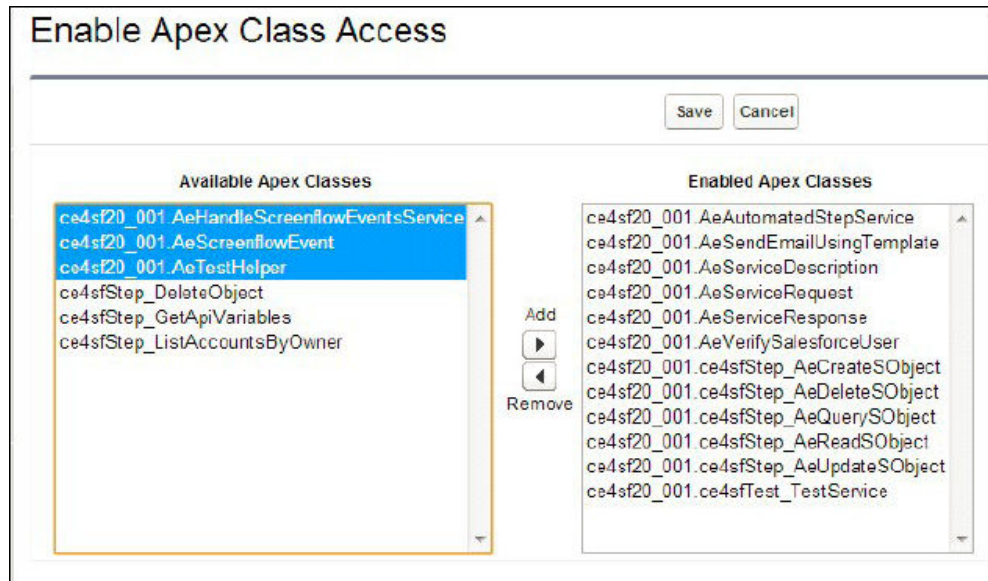 Enable Apex Class Access
Save Cancel
Available Apex Classes
ce4sf20_001.AeHandleScreenflowEventsService
ce4sf20_001.AeScreenflowEvent
ce4sf20_001.AeTestHelper
ce4sfStep_DeleteObject
ce4sfStep_GetApiVariables
ce4sfStep_ListAccountsByOwner
Add
Remove
Enabled Apex Classes
ce4sf20_001.AeAutomatedStepService
ce4sf20_001.AeSendEmailUsingTemplate
ce4sf20_001.AeServiceDescription
ce4sf20_001.AeServiceRequest
ce4sf20_001.AeServiceResponse
ce4sf20_001.AeVerifySalesforceUser
ce4sf20_001.ce4sfStep_AeCreateSObject
ce4sf20_001.ce4sfStep_AeDeleteSObject
ce4sf20_001.ce4sfStep_AeQuerySObject
ce4sf20_001.ce4sfStep_AeReadSObject
ce4sf20_001.ce4sfStep_AeUpdateSObject
ce4sf20_001.ce4sfTest_TestService